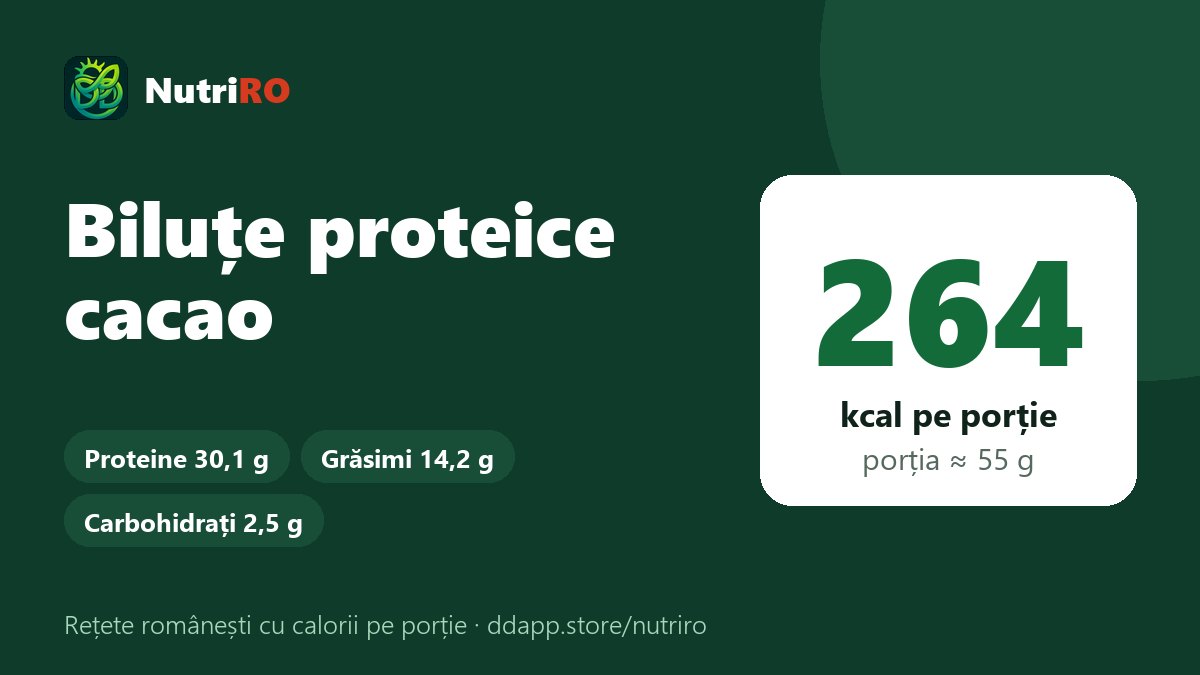 NutriRO
Biluțe proteice
cacao
264
kcal pe porție
porția ≈ 55 g
Proteine 30,1 g
Grăsimi 14,2 g
Carbohidrați 2,5 g
Rețete românești cu calorii pe porție · ddapp.store/nutriro